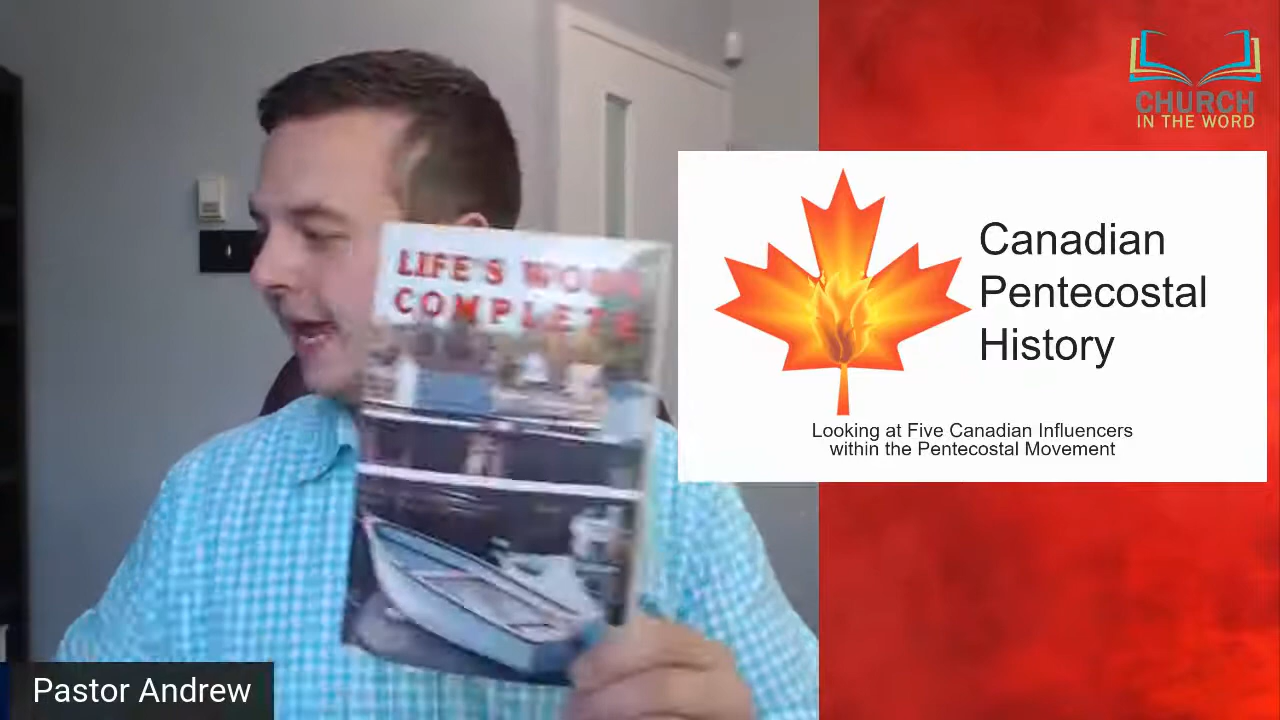 LIFE'S WORK
COMPLETE
CHURCH
IN THE WORD
Canadian
Pentecostal
History
Looking at Five Canadian Influencers
within the Pentecostal Movement
Pastor Andrew